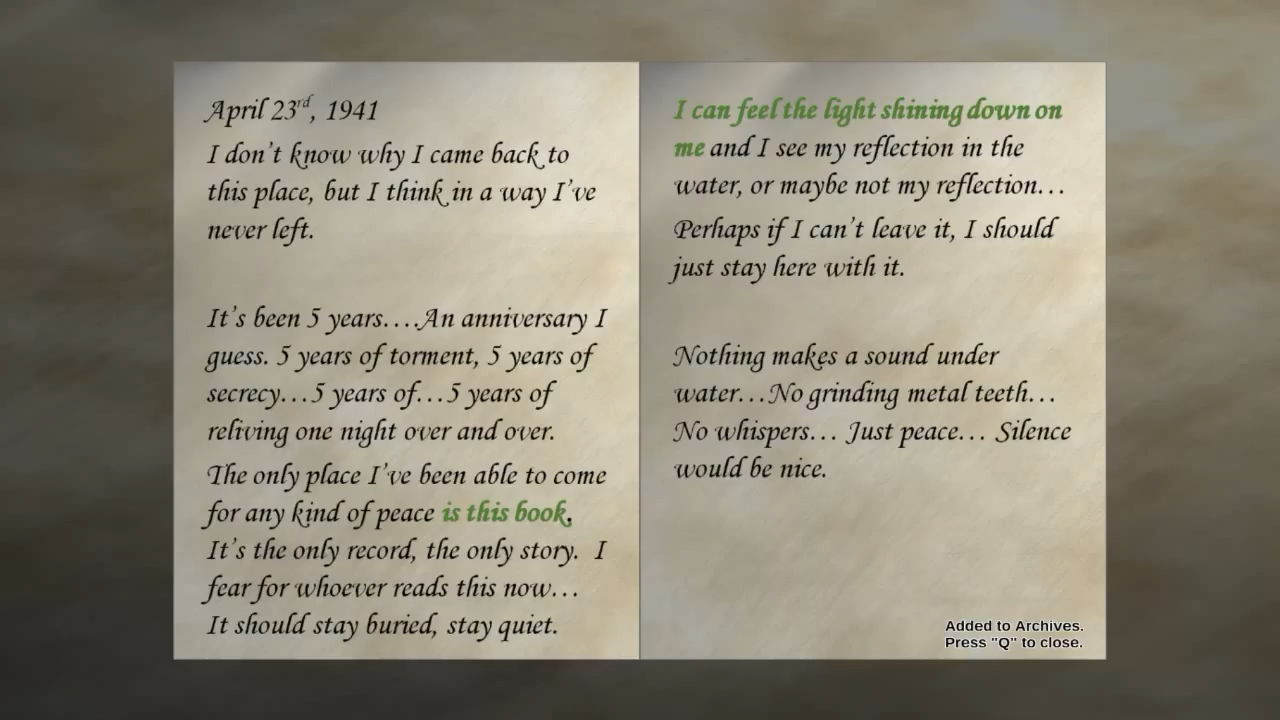 April 23rd, 1941
I don't know why I came back to
this place, but I think in a way I've
never left.
It's been 5 years....An anniversary I
guess. 5 years of torment, 5 years of
secrecy...5 years of...5 years of
reliving one night over and over.
The only place I've been able to come
for any kind of peace is this book.
It's the only record, the only story.  I
fear for whoever reads this now...
It should stay buried, stay quiet.
I can feel the light shining down on
me and I see my reflection in the
water, or maybe not my reflection...
Perhaps if I can't leave it, I should
just stay here with it.
Nothing makes a sound under
water...No grinding metal teeth...
No whispers... Just peace... Silence
would be nice.
Added to Archives.
Press "Q" to close.